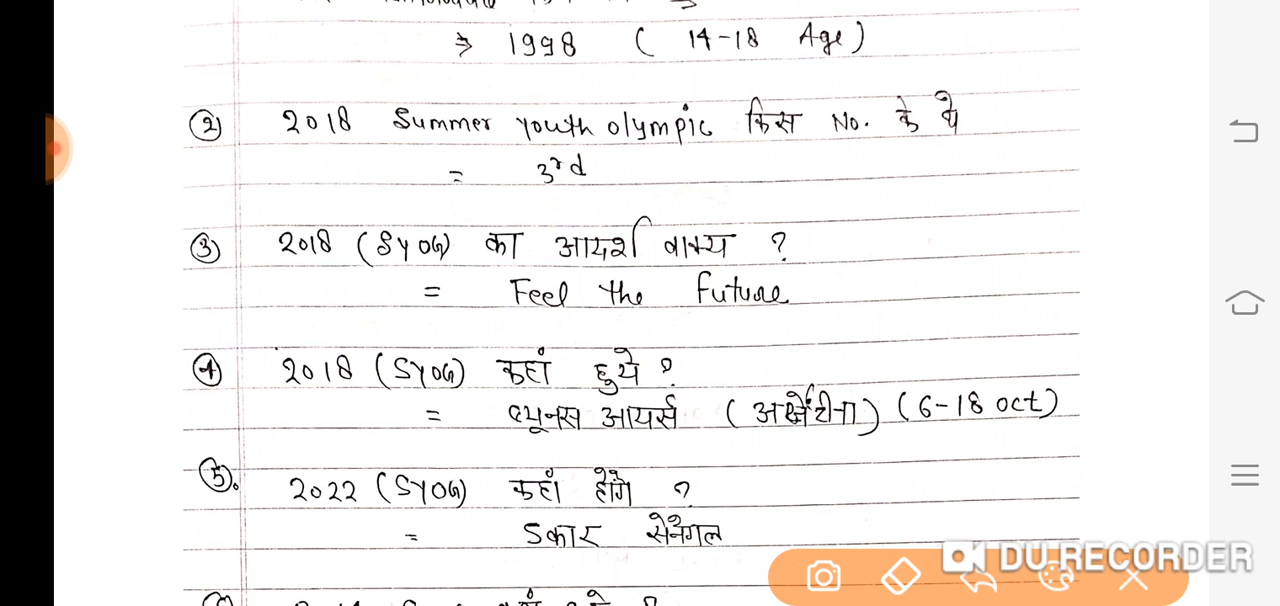 ⇒ 1998 ( 14-18 Age )
② 2018 Summer youth olympic किस No. के थे
= 3rd
③ 2018 (SYOG) का आदर्श वाक्य ?
= Feel the future
④ 2018 (SYOG) कहां हुये ?
= ब्यूनस आयर्स ( अर्जेंटीना ) ( 6-18 oct )
⑤. 2022 (SYOG) कहां होंगे ?
= डकार सेनेगल
DU RECORDER